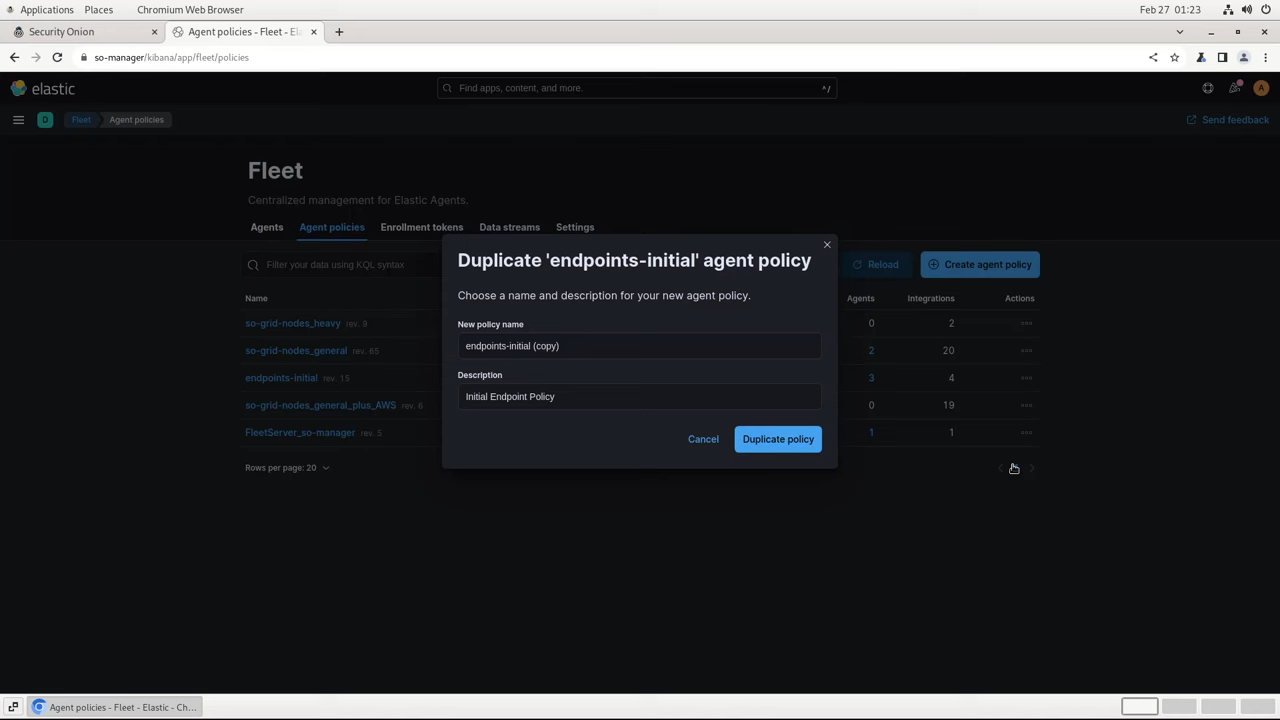 Applications Places Chromium Web Browser Feb 27 01:23
Security Onion Agent policies - Fleet - El
so-manager/kibana/app/fleet/policies
elastic Find apps, content, and more. ^/ A
D Fleet Agent policies Send feedback
Fleet
Centralized management for Elastic Agents.
Agents Agent policies Enrollment tokens Data streams Settings
Filter your data using KQL syntax Reload Create agent policy
Name Agents Integrations Actions
so-grid-nodes_heavy rev. 9 0 2
so-grid-nodes_general rev. 65 2 20
endpoints-initial rev. 15 3 4
so-grid-nodes_general_plus_AWS rev. 6 0 19
FleetServer_so-manager rev. 5 1 1
Rows per page: 20
Duplicate 'endpoints-initial' agent policy
Choose a name and description for your new agent policy.
New policy name
endpoints-initial (copy)
Description
Initial Endpoint Policy
Cancel Duplicate policy
Agent policies - Fleet - Elastic - Ch...